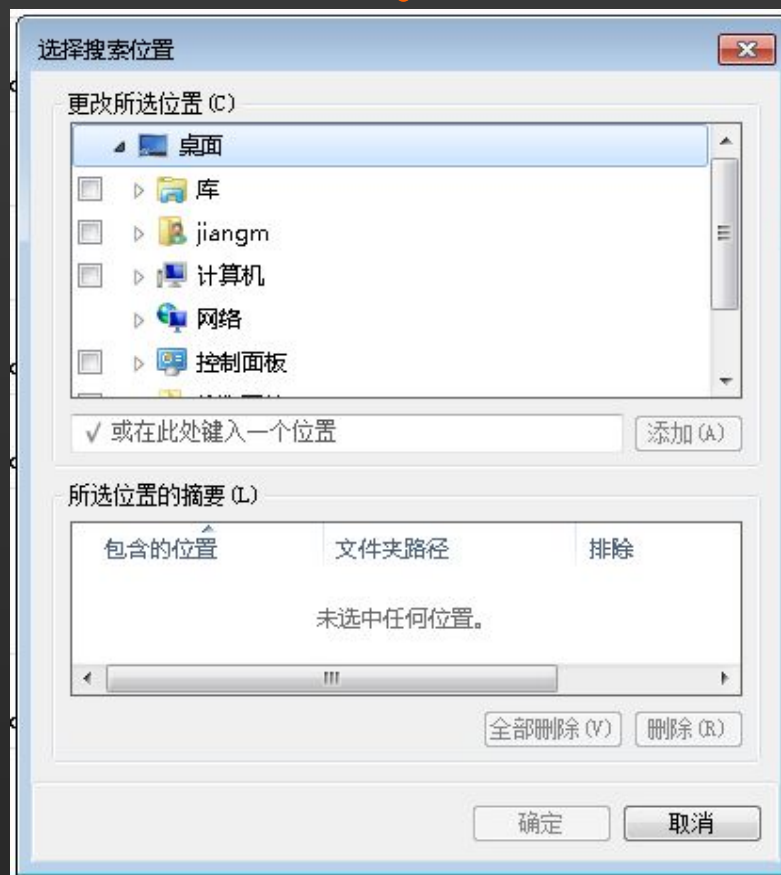 选择搜索位置
更改所选位置(C)
桌面
库
jiangm
计算机
网络
控制面板
√ 或在此处键入一个位置
添加(A)
所选位置的摘要(L)
包含的位置 文件夹路径 排除
未选中任何位置。
全部删除(V) 删除(R)
确定 取消